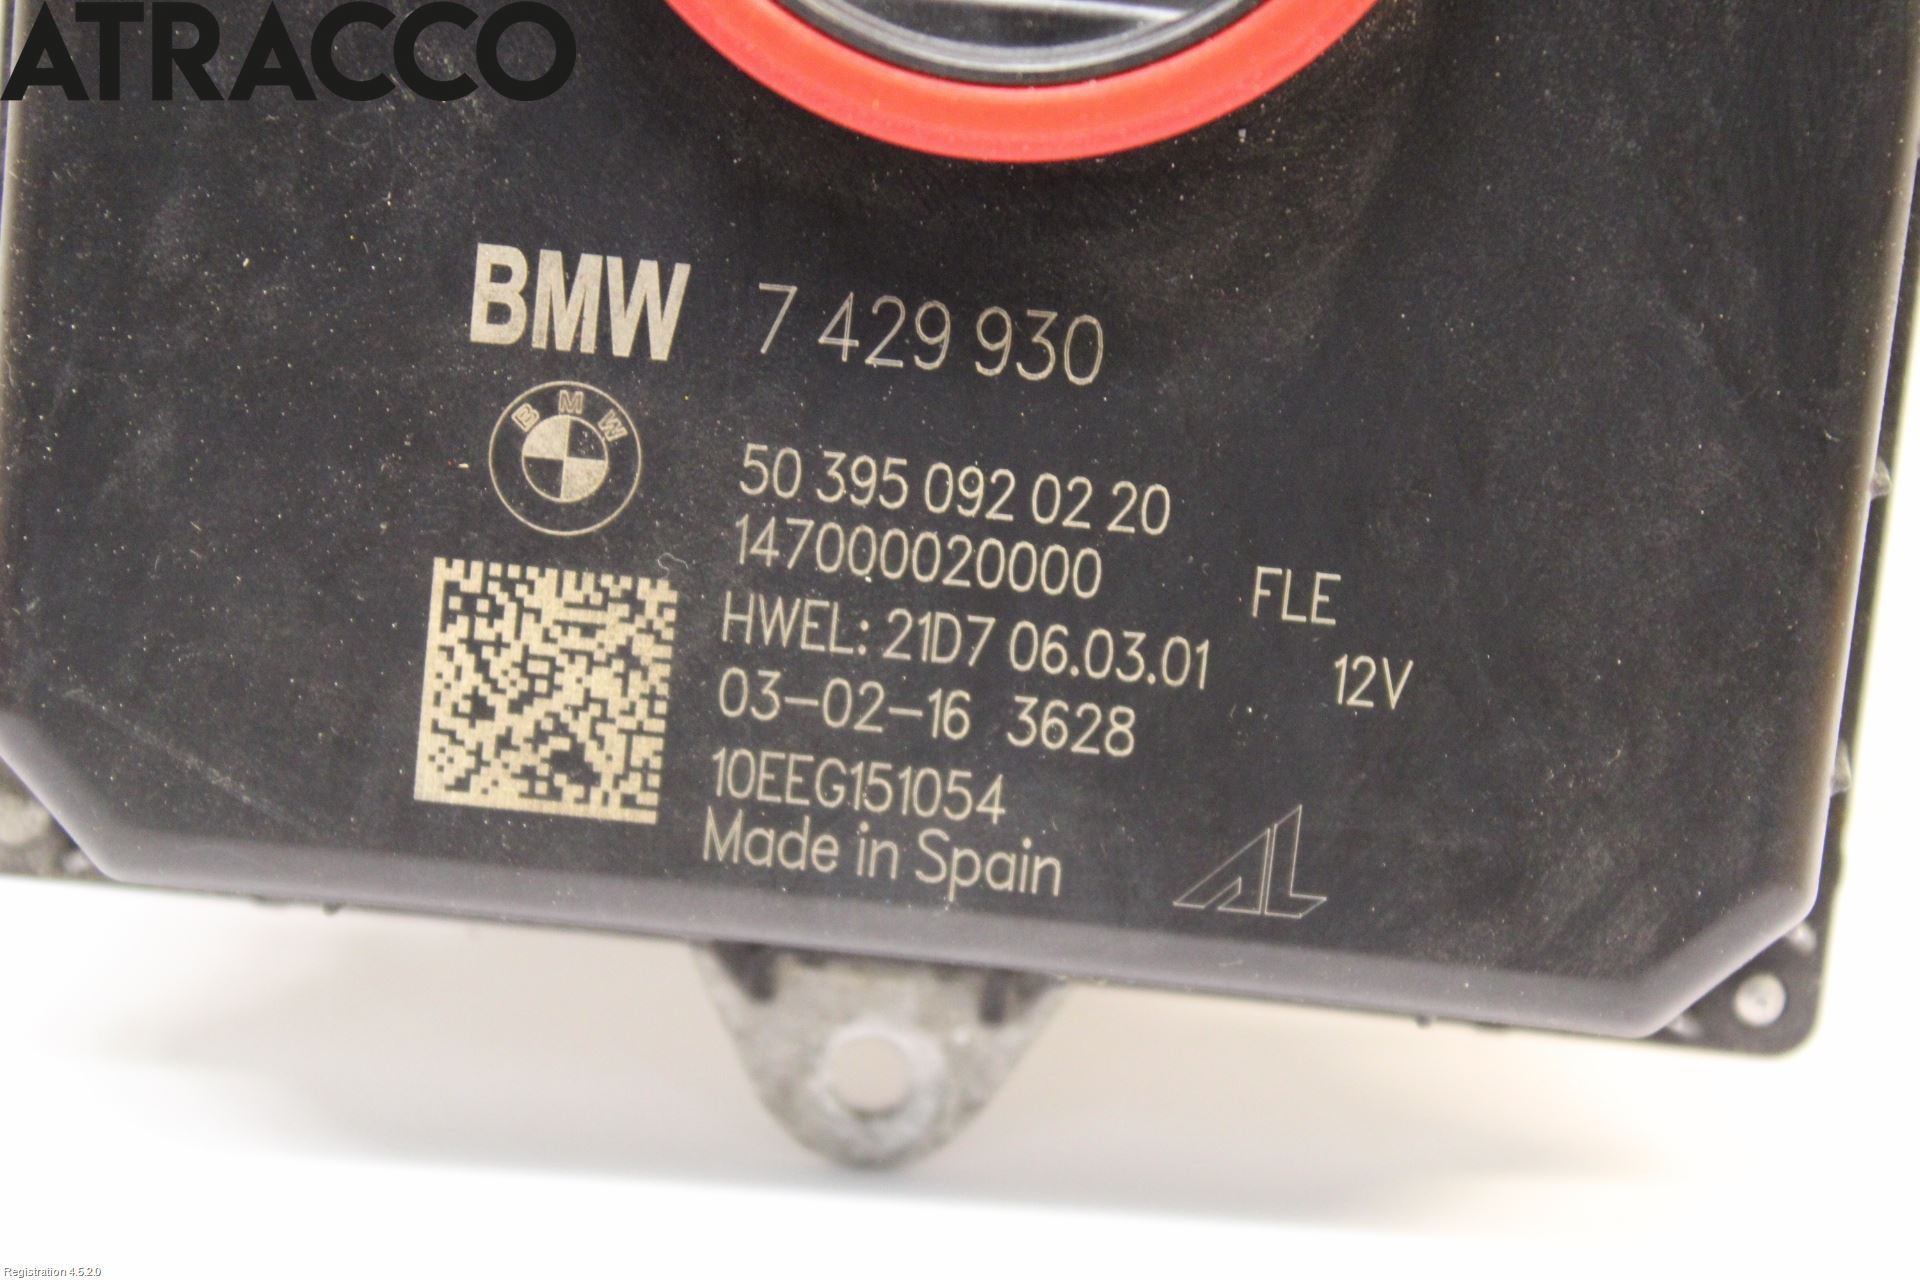 ATRACCO
BMW 7 429 930
BMW
50 395 092 02 20
147000020000
FLE
HWEL: 21D7 06.03.01 12V
03-02-16 3628
10EEG151054
Made in Spain
AL
Registration 4.5.2.0